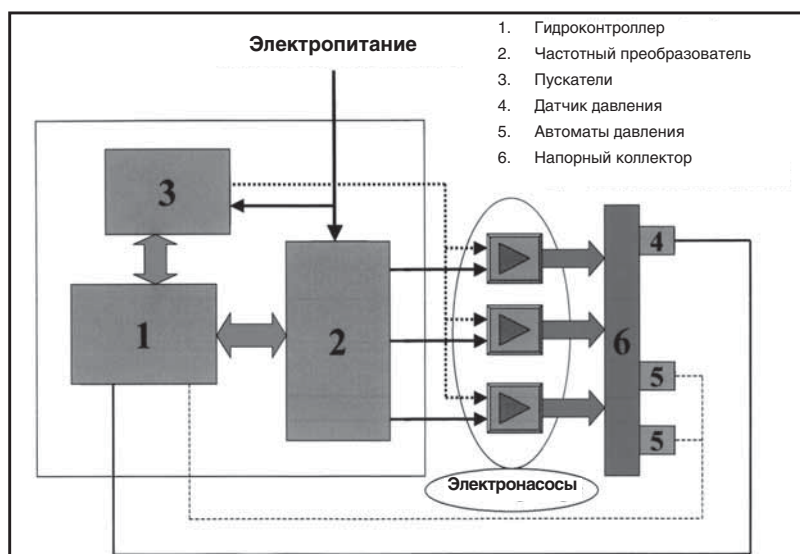 Электропитание
1. Гидроконтроллер
2. Частотный преобразователь
3. Пускатели
4. Датчик давления
5. Автоматы давления
6. Напорный коллектор
3
4
1
2
6
5
5
Электронасосы